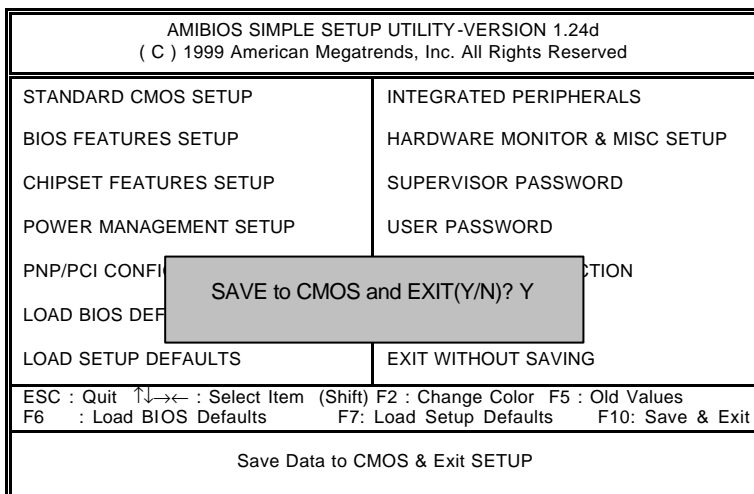 AMIBIOS SIMPLE SETUP UTILITY-VERSION 1.24d
( C ) 1999 American Megatrends, Inc. All Rights Reserved
STANDARD CMOS SETUP
BIOS FEATURES SETUP
CHIPSET FEATURES SETUP
POWER MANAGEMENT SETUP
PNP/PCI
LOAD BIOS
LOAD SETUP DEFAULTS
INTEGRATED PERIPHERALS
HARDWARE MONITOR & MISC SETUP
SUPERVISOR PASSWORD
USER PASSWORD
EXIT WITHOUT SAVING
SAVE to CMOS and EXIT(Y/N)? Y
ESC : Quit ↑↓→← : Select Item (Shift) F2 : Change Color F5 : Old Values
F6 : Load BIOS Defaults F7: Load Setup Defaults F10: Save & Exit
Save Data to CMOS & Exit SETUP